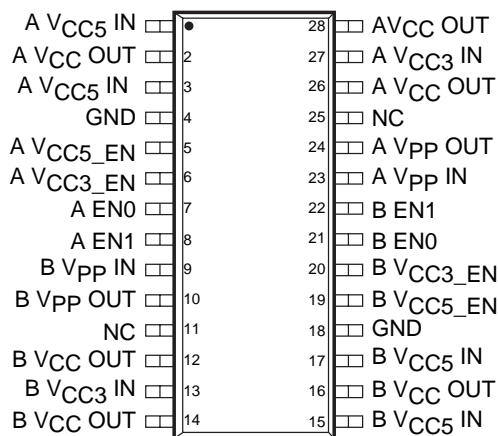 A VCC5 IN 28 AVCC OUT
A VCC OUT 2 27 A VCC3 IN
A VCC5 IN 3 26 A VCC OUT
GND 4 25 NC
A VCC5_EN 5 24 A VPP OUT
A VCC3_EN 6 23 A VPP IN
A EN0 7 22 B EN1
A EN1 8 21 B EN0
B VPP IN 9 20 B VCC3_EN
B VPP OUT 10 19 B VCC5_EN
NC 11 18 GND
B VCC OUT 12 17 B VCC5 IN
B VCC3 IN 13 16 B VCC OUT
B VCC OUT 14 15 B VCC5 IN